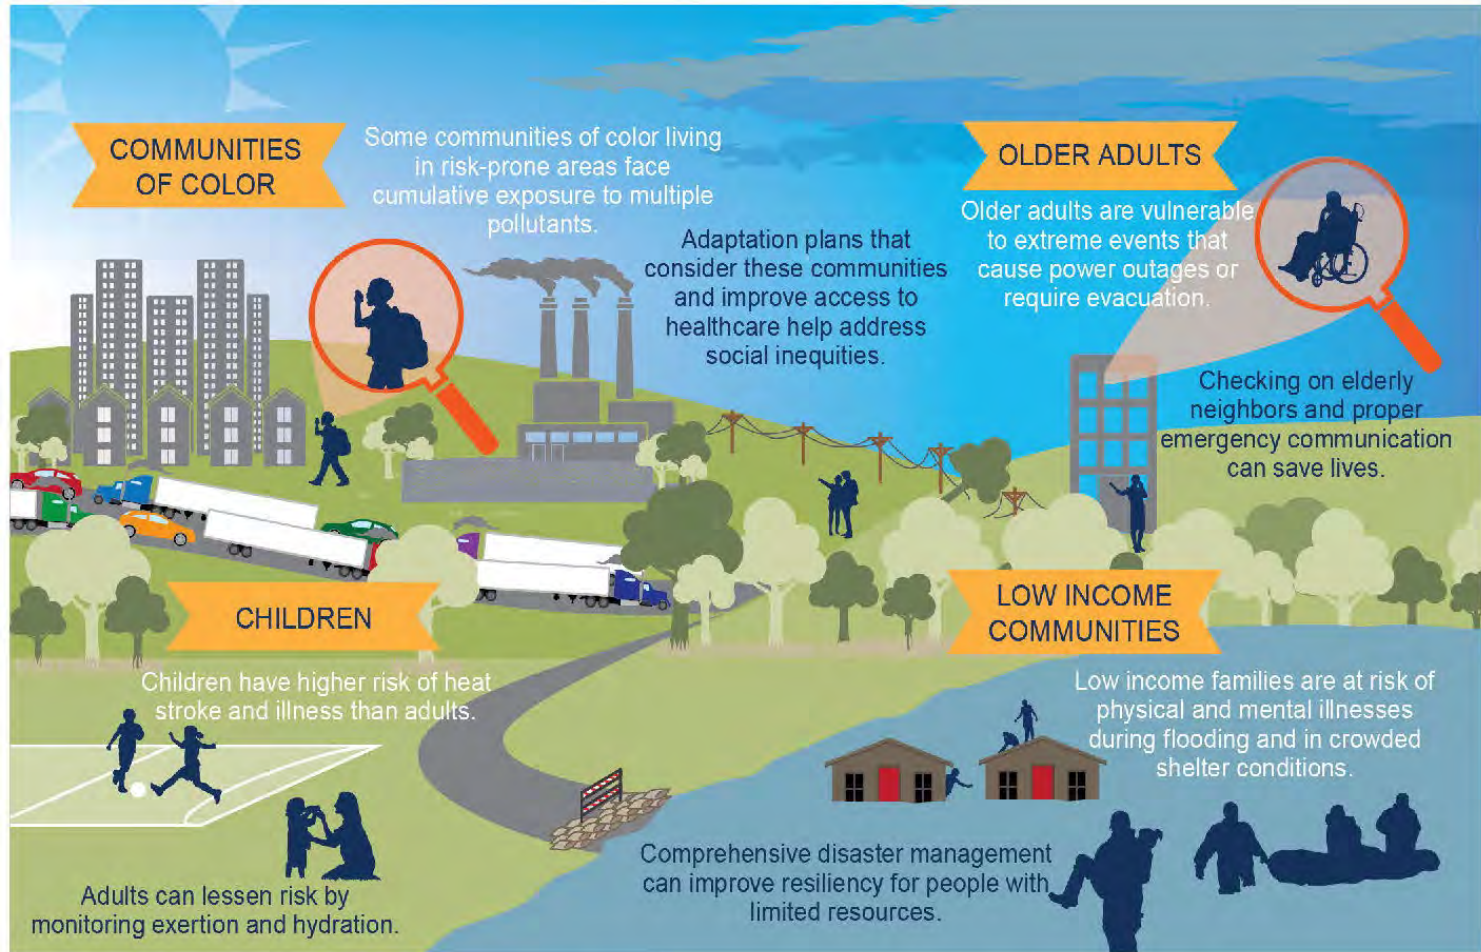 COMMUNITIES
OF COLOR
Some communities of color living
in risk-prone areas face
cumulative exposure to multiple
pollutants.
Adaptation plans that
consider these communities
and improve access to
healthcare help address
social inequities.
OLDER ADULTS
Older adults are vulnerable
to extreme events that
cause power outages or
require evacuation.
Checking on elderly
neighbors and proper
emergency communication
can save lives.
CHILDREN
Children have higher risk of heat
stroke and illness than adults.
Adults can lessen risk by
monitoring exertion and hydration.
LOW INCOME
COMMUNITIES
Low income families are at risk of
physical and mental illnesses
during flooding and in crowded
shelter conditions.
Comprehensive disaster management
can improve resiliency for people with
limited resources.